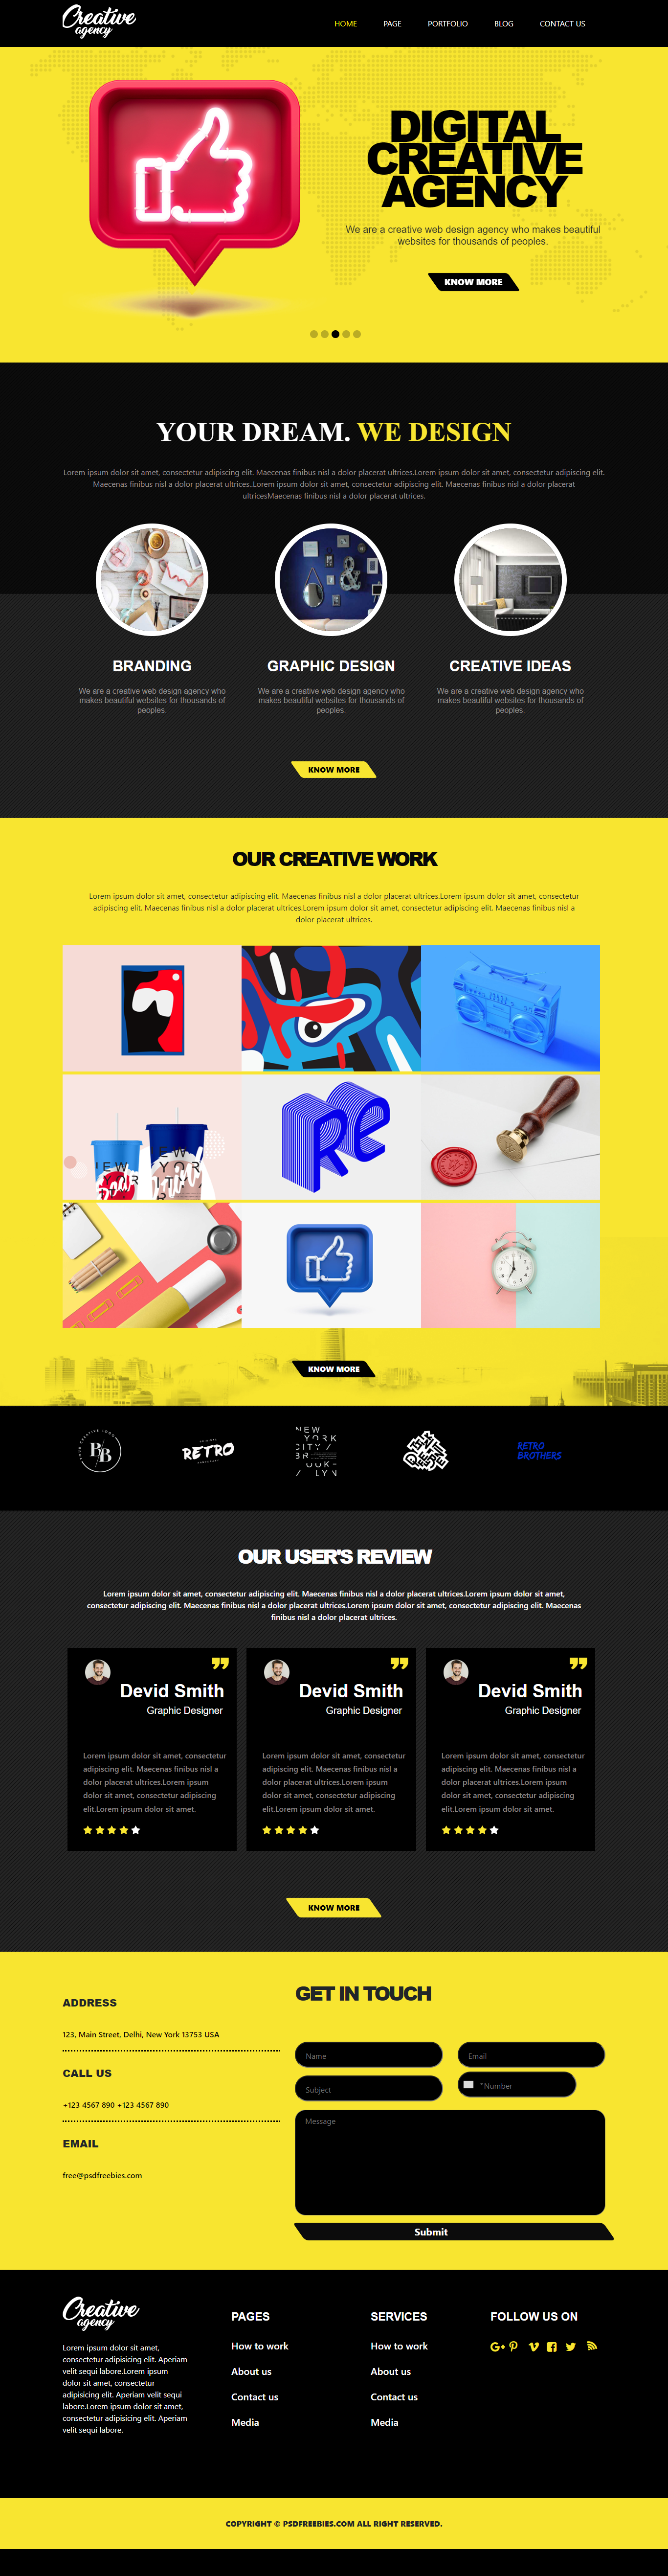 Creative
agency
HOME
PAGE
PORTFOLIO
BLOG
CONTACT US
DIGITAL
CREATIVE
AGENCY
We are a creative web design agency who makes beautiful
websites for thousands of peoples.
KNOW MORE
YOUR DREAM. WE DESIGN
Lorem ipsum dolor sit amet, consectetur adipiscing elit. Maecenas finibus nisl a dolor placerat ultrices.Lorem ipsum dolor sit amet, consectetur adipiscing elit.
Maecenas finibus nisl a dolor placerat ultrices..Lorem ipsum dolor sit amet, consectetur adipiscing elit. Maecenas finibus nisl a dolor placerat
ultricesMaecenas finibus nisl a dolor placerat ultrices.
BRANDING
We are a creative web design agency who
makes beautiful websites for thousands of
peoples.
GRAPHIC DESIGN
We are a creative web design agency who
makes beautiful websites for thousands of
peoples.
CREATIVE IDEAS
We are a creative web design agency who
makes beautiful websites for thousands of
peoples.
KNOW MORE
OUR CREATIVE WORK
Lorem ipsum dolor sit amet, consectetur adipiscing elit. Maecenas finibus nisl a dolor placerat ultrices.Lorem ipsum dolor sit amet, consectetur
adipiscing elit. Maecenas finibus nisl a dolor placerat ultrices.Lorem ipsum dolor sit amet, consectetur adipiscing elit. Maecenas finibus nisl a
dolor placerat ultrices.
Re
KNOW MORE
B/B
RETRO
NEW
YORK
CITY /
BR
OOK-
/ LYN
RETRO
BROTHERS
OUR USER'S REVIEW
Lorem ipsum dolor sit amet, consectetur adipiscing elit. Maecenas finibus nisl a dolor placerat ultrices.Lorem ipsum dolor sit amet,
consectetur adipiscing elit. Maecenas finibus nisl a dolor placerat ultrices.Lorem ipsum dolor sit amet, consectetur adipiscing elit. Maecenas
finibus nisl a dolor placerat ultrices.
Devid Smith
Graphic Designer
Lorem ipsum dolor sit amet, consectetur
adipiscing elit. Maecenas finibus nisl a
dolor placerat ultrices.Lorem ipsum
dolor sit amet, consectetur adipiscing
elit.Lorem ipsum dolor sit amet.
Devid Smith
Graphic Designer
Lorem ipsum dolor sit amet, consectetur
adipiscing elit. Maecenas finibus nisl a
dolor placerat ultrices.Lorem ipsum
dolor sit amet, consectetur adipiscing
elit.Lorem ipsum dolor sit amet.
Devid Smith
Graphic Designer
Lorem ipsum dolor sit amet, consectetur
adipiscing elit. Maecenas finibus nisl a
dolor placerat ultrices.Lorem ipsum
dolor sit amet, consectetur adipiscing
elit.Lorem ipsum dolor sit amet.
KNOW MORE
ADDRESS
123, Main Street, Delhi, New York 13753 USA
CALL US
+123 4567 890 +123 4567 890
EMAIL
free@psdfreebies.com
GET IN TOUCH
Name
Email
Subject
*Number
Message
Submit
Creative
agency
Lorem ipsum dolor sit amet,
consectetur adipisicing elit. Aperiam
velit sequi labore.Lorem ipsum
dolor sit amet, consectetur
adipisicing elit. Aperiam velit sequi
labore.Lorem ipsum dolor sit amet,
consectetur adipisicing elit. Aperiam
velit sequi labore.
PAGES
How to work
About us
Contact us
Media
SERVICES
How to work
About us
Contact us
Media
FOLLOW US ON
COPYRIGHT © PSDFREEBIES.COM ALL RIGHT RESERVED.